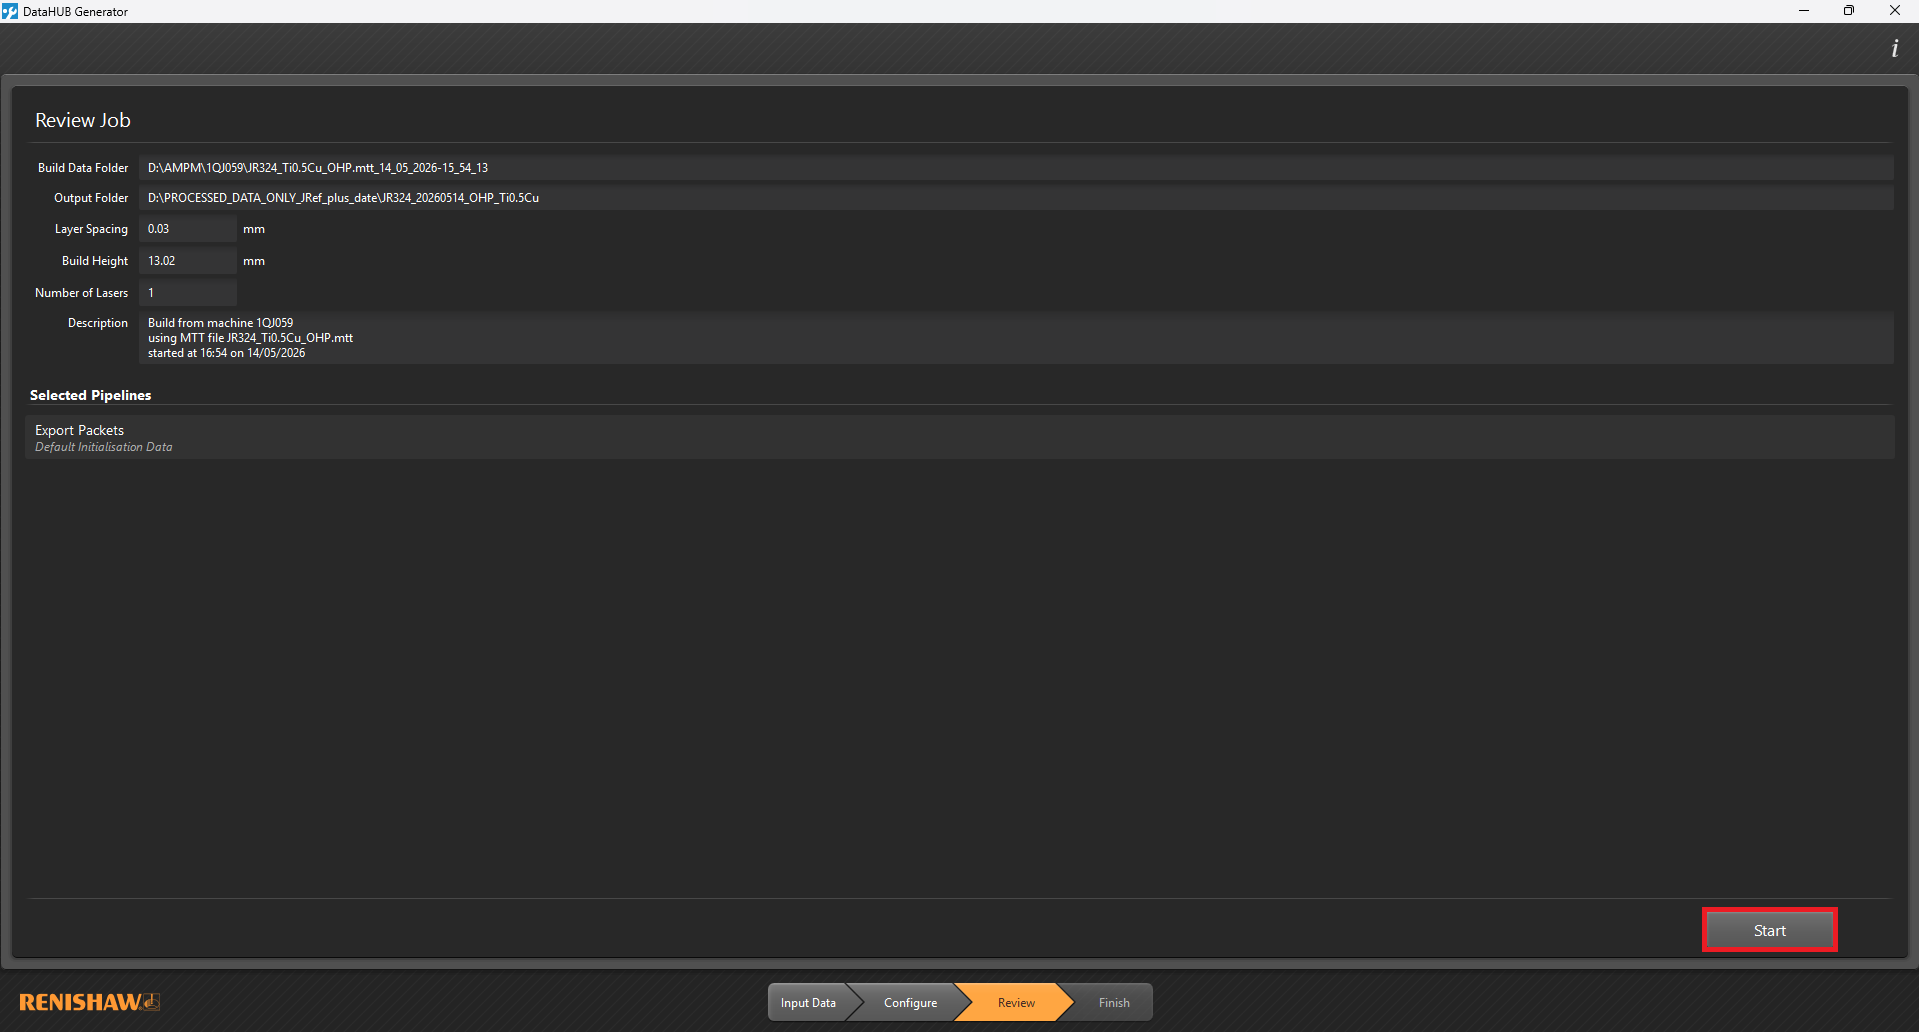 DataHUB Generator
i
Review Job
Build Data Folder D:\AMPM\1QJ059\JR324_Ti0.5Cu_OHP.mtt_14_05_2026-15_54_13
Output Folder D:\PROCESSED_DATA_ONLY_JRef_plus_date\JR324_20260514_OHP_Ti0.5Cu
Layer Spacing 0.03 mm
Build Height 13.02 mm
Number of Lasers 1
Description Build from machine 1QJ059
using MTT file JR324_Ti0.5Cu_OHP.mtt
started at 16:54 on 14/05/2026
Selected Pipelines
Export Packets
Default Initialisation Data
Start
RENISHAW
Input Data Configure Review Finish